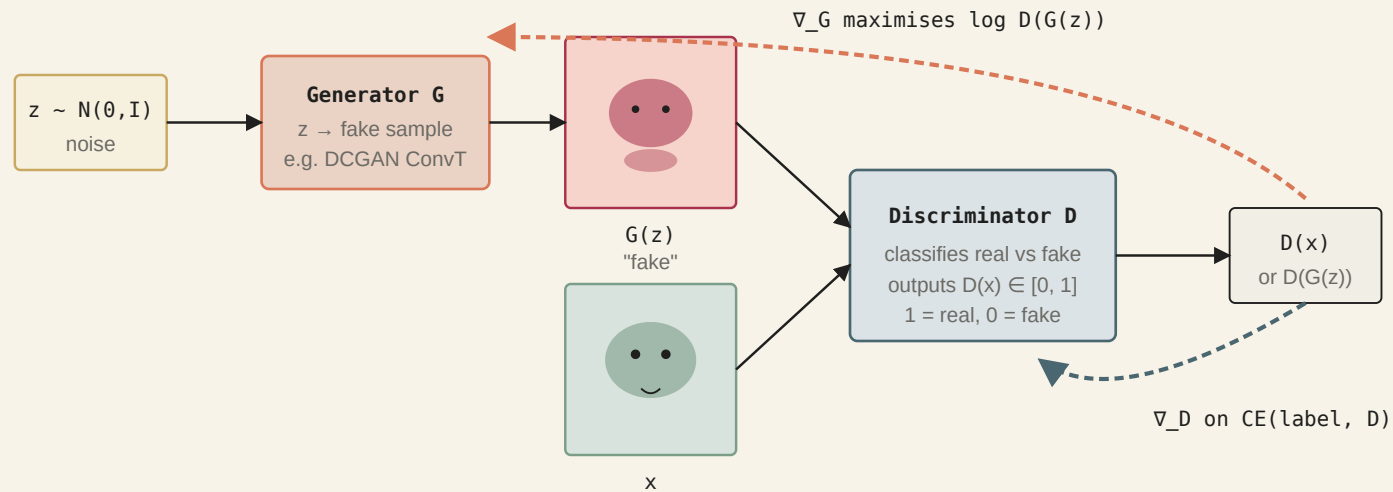 ∇_G maximises log D(G(z))
z ~ N(0,I)
noise
Generator G
z → fake sample
e.g. DCGAN ConvT
G(z)
"fake"
Discriminator D
classifies real vs fake
outputs D(x) ∈ [0, 1]
1 = real, 0 = fake
D(x)
or D(G(z))
∇_D on CE(label, D)
x